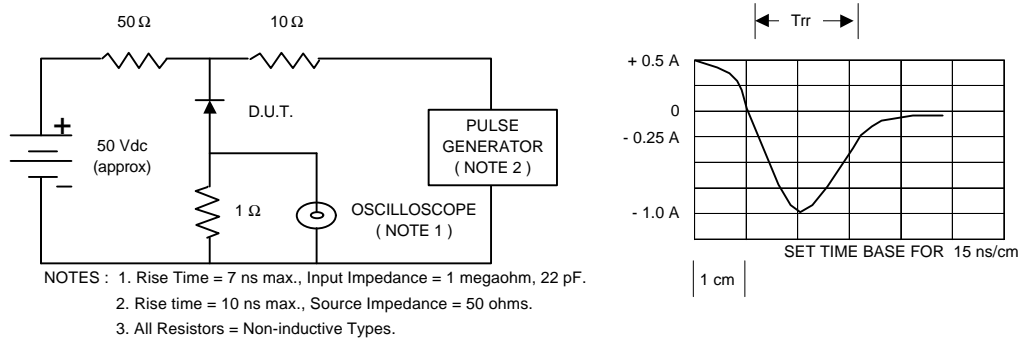 50 Ω
10 Ω
D.U.T.
+
50 Vdc
(approx)
−
1 Ω
OSCILLOSCOPE
( NOTE 1 )
PULSE
GENERATOR
( NOTE 2 )
NOTES : 1. Rise Time = 7 ns max., Input Impedance = 1 megaohm, 22 pF.
2. Rise time = 10 ns max., Source Impedance = 50 ohms.
3. All Resistors = Non-inductive Types.
Trr
+ 0.5 A
0
- 0.25 A
- 1.0 A
SET TIME BASE FOR 15 ns/cm
1 cm